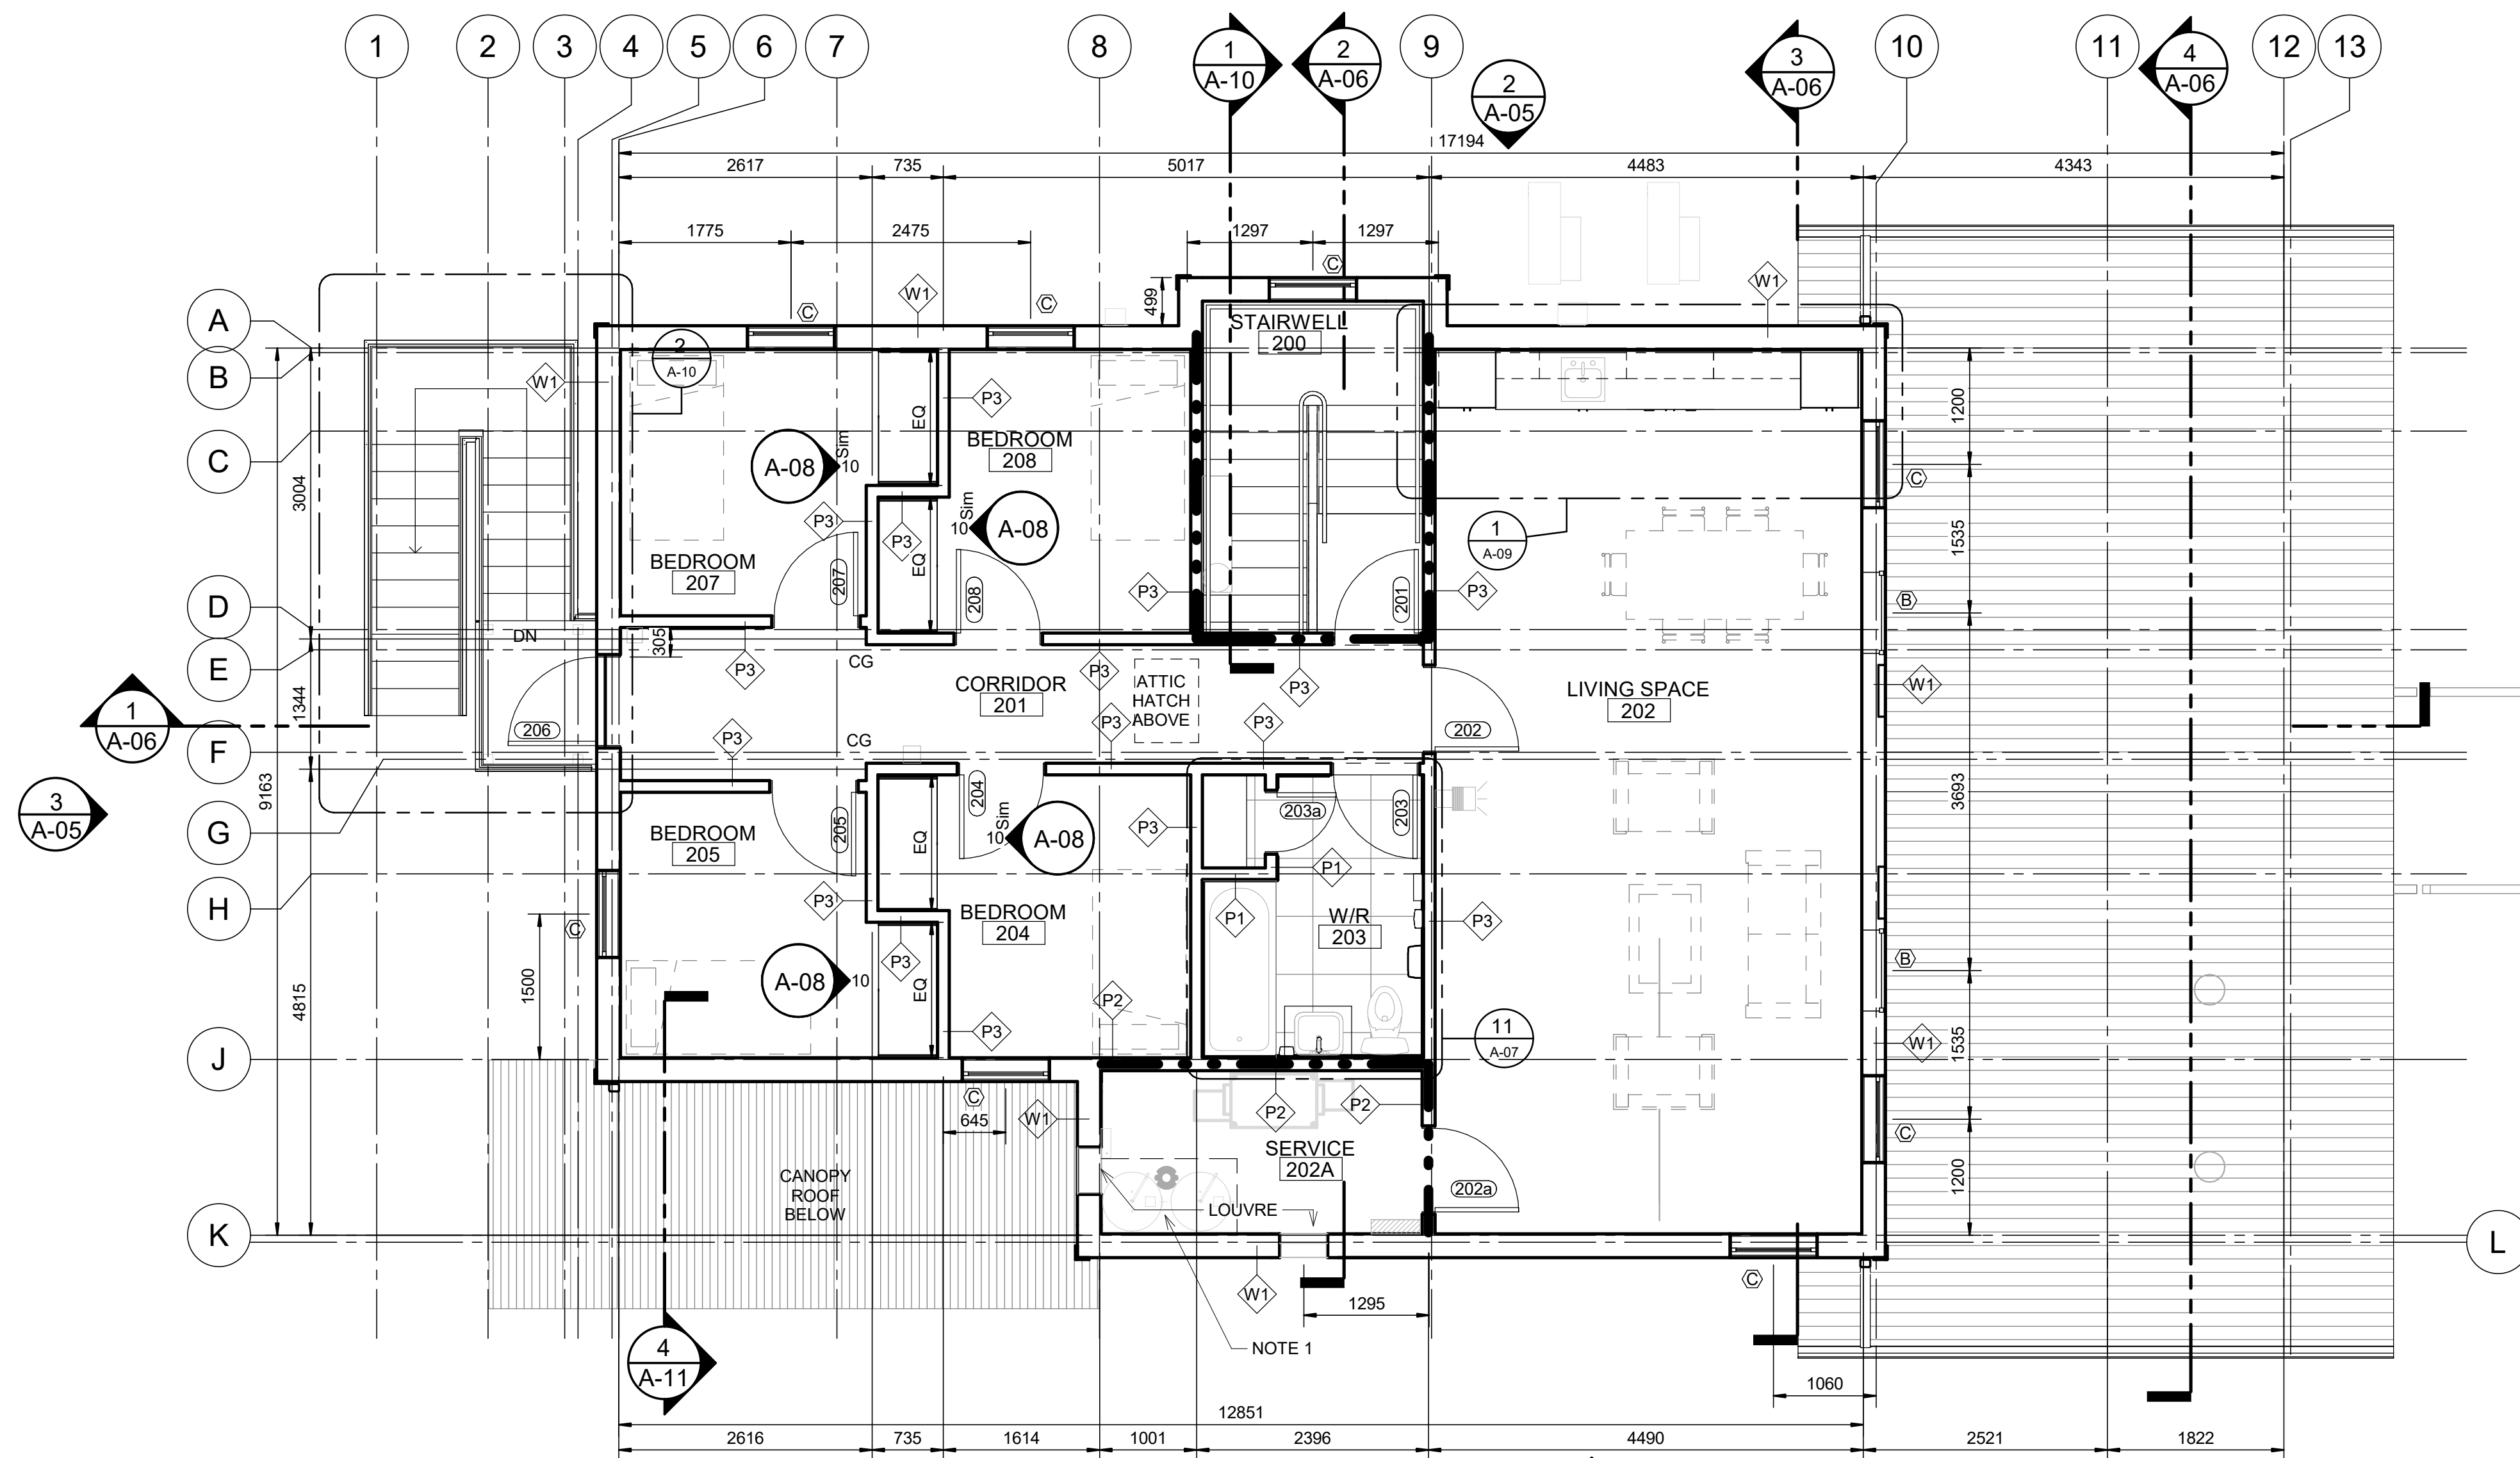 1 2 3 4 5 6 7 8 9 10 11 12 13
1 A-10
2 A-06
2 A-05
3 A-06
4 A-06
17194
2617 735 5017 4483 4343
1775 2475 1297 1297
499
C
C
C
W1
W1
A
B
C
D
E
F
G
H
J
K
L
STAIRWELL
200
2 A-10
W1
P3
EQ
BEDROOM
208
A-08
Sim
10
1200
C
3004
P3
P3
Sim
10
A-08
1 A-09
1535
BEDROOM
207
207
EQ
208
P3
201
P3
B
DN
305
P3
CG
P3
P3
CORRIDOR
201
ATTIC
HATCH
ABOVE
LIVING SPACE
202
W1
1344
1 A-06
206
P3
CG
P3
P3
202
9163
3 A-05
3693
BEDROOM
205
205
EQ
204
Sim
10
A-08
P3
203a
203
P1
P1
P3
BEDROOM
204
W/R
203
P3
C
P3
B
1500
4815
A-08
10
EQ
P2
P3
11 A-07
1535
W1
C
645
W1
P2
P2
SERVICE
202A
C
CANOPY
ROOF
BELOW
LOUVRE
202a
1200
W1
C
1295
NOTE 1
4 A-11
1060
12851
2616 735 1614 1001 2396 4490 2521 1822